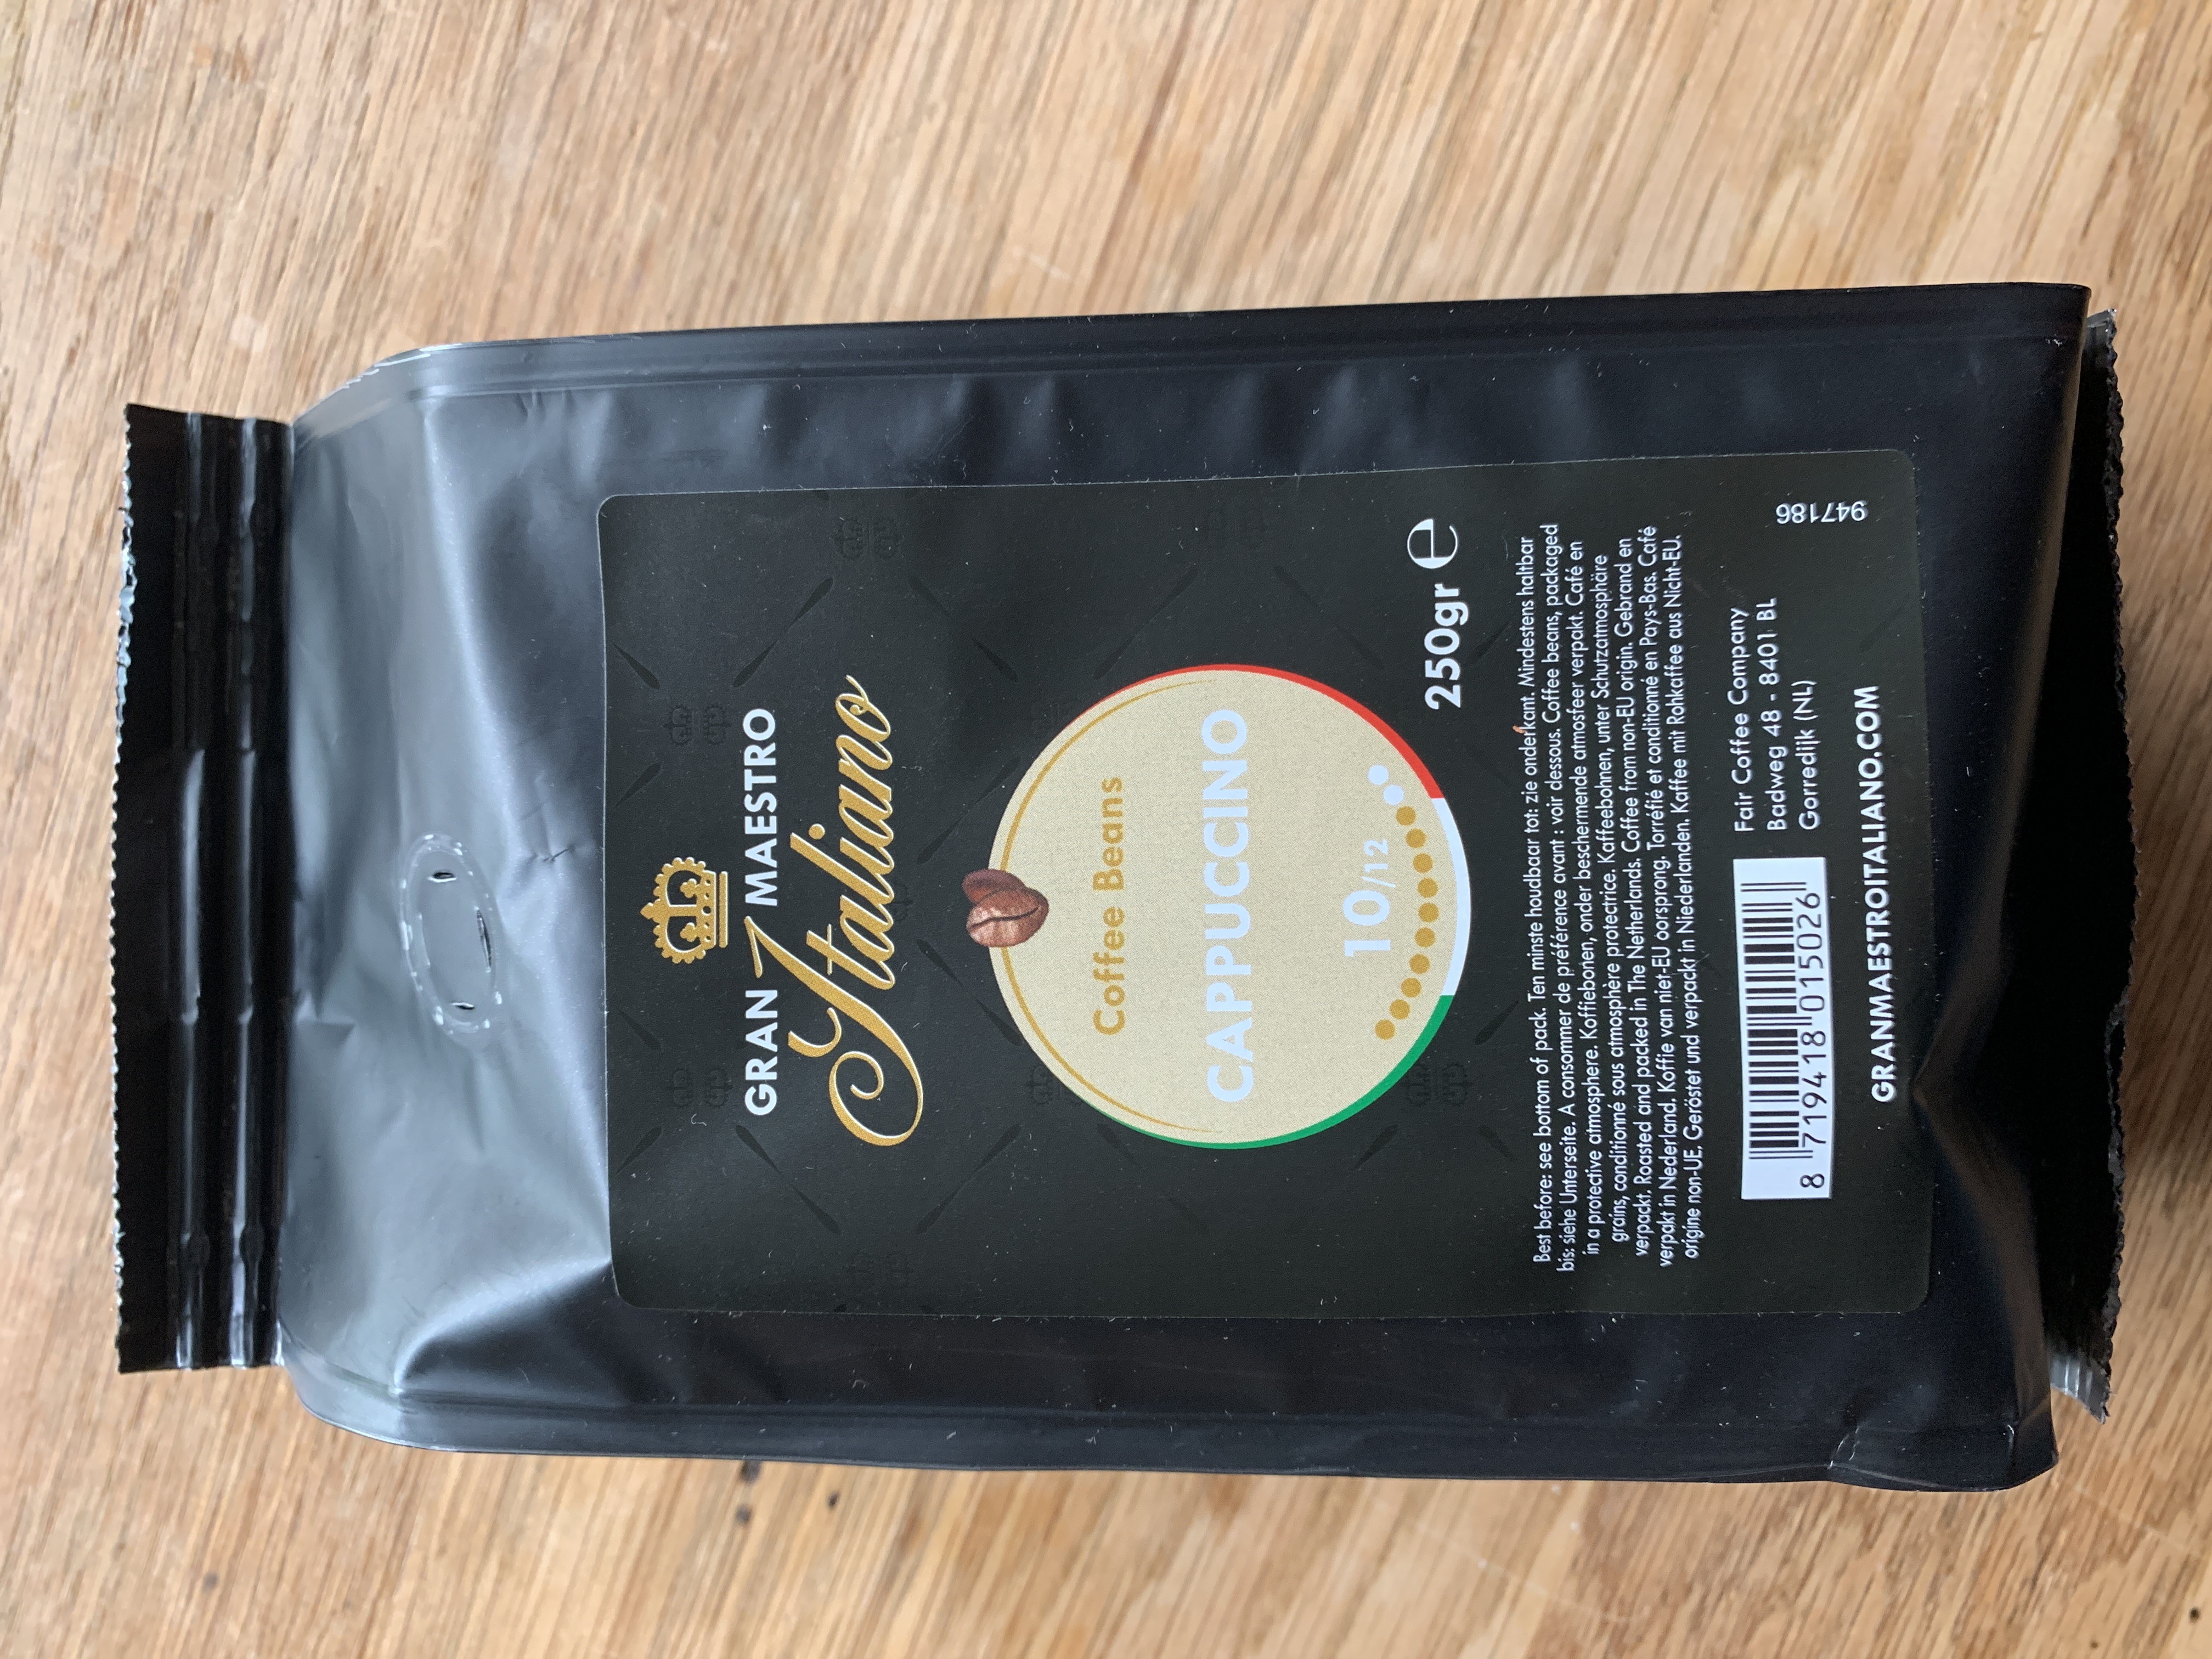 GRAN MAESTRO
Italiano
Coffee Beans
CAPPUCCINO
10/12
250gr ℮
Best before: see bottom of pack. Ten minste houdbaar tot: zie onderkant. Mindestens haltbar
bis: siehe Unterseite. A consommer de préférence avant : voir dessous. Coffee beans, packaged
in a protective atmosphere. Koffiebonen, onder beschermende atmosfeer verpakt. Café en
grains, conditionné sous atmosphère protectrice. Kaffeebohnen, unter Schutzatmosphäre
verpackt. Roasted and packed in The Netherlands. Coffee from non-EU origin. Gebrand en
verpakt in Nederland. Koffie van niet-EU oorsprong. Torréfié et conditionné en Pays-Bas. Café
origine non-UE. Geröstet und verpackt in Niederlanden. Kaffee mit Rohkaffee aus Nicht-EU.
Fair Coffee Company
Badweg 48 - 8401 BL
Gorredijk (NL)
8 719418 015026
947186
GRANMAESTROITALIANO.COM